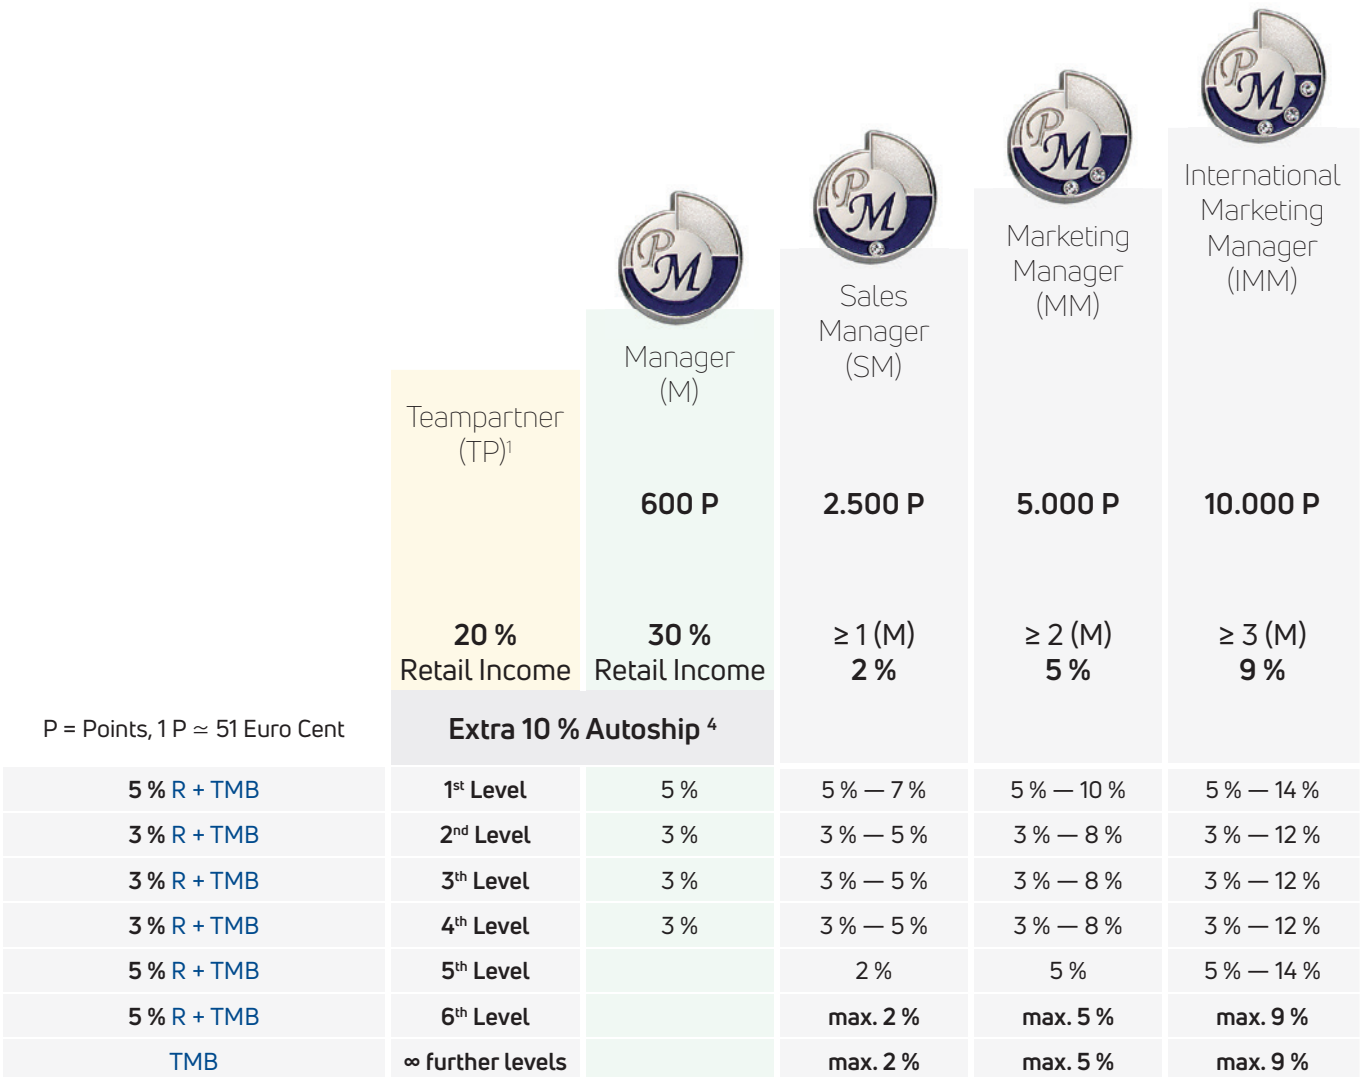 P M
International
Marketing
Manager
(IMM)
P M
Marketing
Manager
(MM)
P M
Sales
Manager
(SM)
P M
Manager
(M)
Teampartner
(TP)¹
600 P 2.500 P 5.000 P 10.000 P
20 % 30 % ≥ 1 (M) ≥ 2 (M) ≥ 3 (M)
Retail Income Retail Income 2 % 5 % 9 %
P = Points, 1 P ≃ 51 Euro Cent Extra 10 % Autoship ⁴
5 % R + TMB 1st Level 5 % 5 % — 7 % 5 % — 10 % 5 % — 14 %
3 % R + TMB 2nd Level 3 % 3 % — 5 % 3 % — 8 % 3 % — 12 %
3 % R + TMB 3th Level 3 % 3 % — 5 % 3 % — 8 % 3 % — 12 %
3 % R + TMB 4th Level 3 % 3 % — 5 % 3 % — 8 % 3 % — 12 %
5 % R + TMB 5th Level 2 % 5 % 5 % — 14 %
5 % R + TMB 6th Level max. 2 % max. 5 % max. 9 %
TMB ∞ further levels max. 2 % max. 5 % max. 9 %